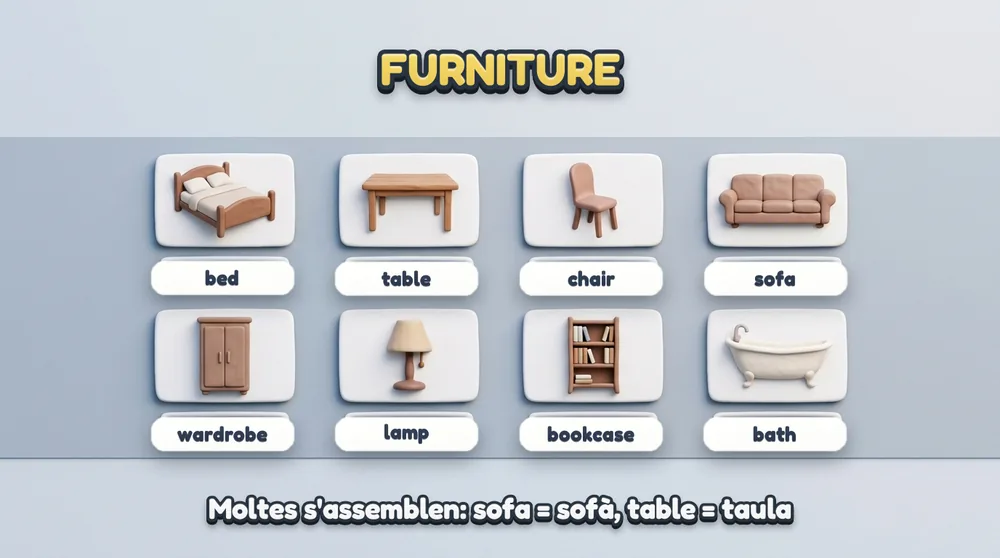 FURNITURE
bed
table
chair
sofa
wardrobe
lamp
bookcase
bath
Moltes s'assemblen: sofa = sofà, table = taula